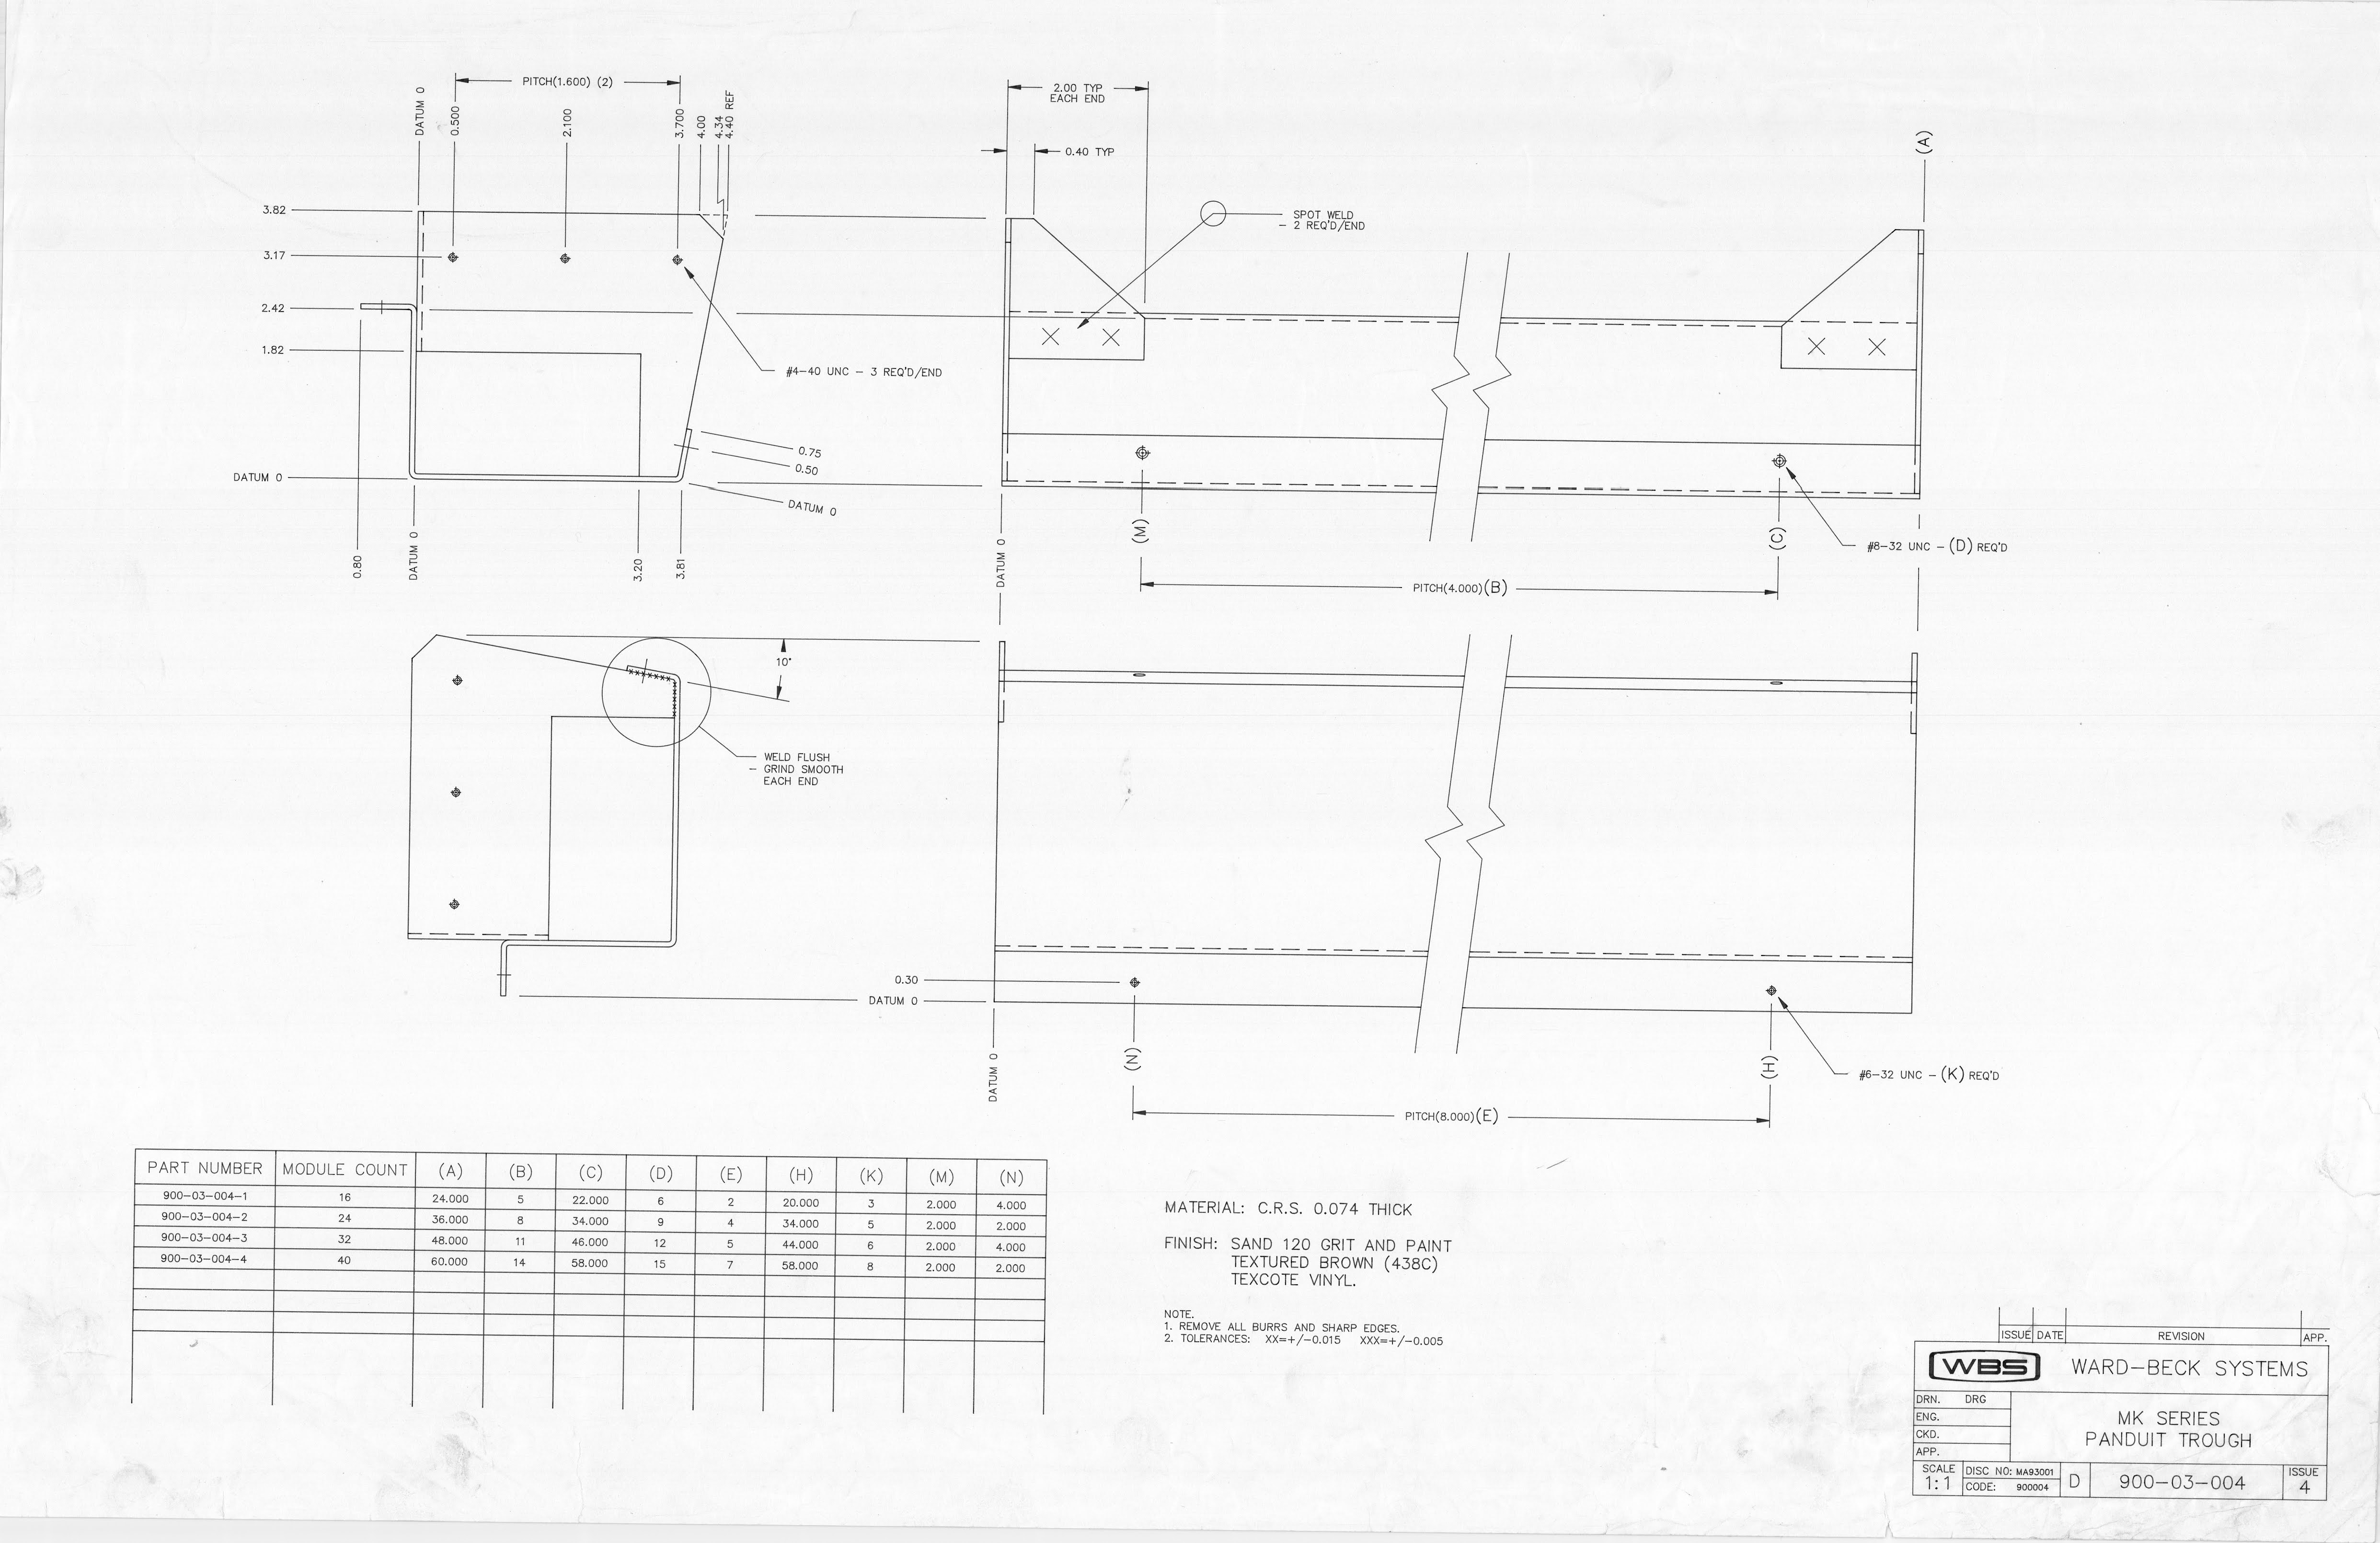 PITCH(1.600) (2)
DATUM 0
0.500
2.100
3.700
4.00
4.34
4.40 REF
3.82
3.17
2.42
1.82
DATUM 0
#4-40 UNC - 3 REQ'D/END
0.75
0.50
DATUM 0
0.80
DATUM 0
3.20
3.81
2.00 TYP
EACH END
0.40 TYP
SPOT WELD
- 2 REQ'D/END
(A)
DATUM 0
(M)
(C)
#8-32 UNC - (D) REQ'D
PITCH(4.000)(B)
10°
WELD FLUSH
- GRIND SMOOTH
EACH END
0.30
DATUM 0
DATUM 0
(N)
(H)
#6-32 UNC - (K) REQ'D
PITCH(8.000)(E)
PART NUMBER MODULE COUNT (A) (B) (C) (D) (E) (H) (K) (M) (N)
900-03-004-1 16 24.000 5 22.000 6 2 20.000 3 2.000 4.000
900-03-004-2 24 36.000 8 34.000 9 4 34.000 5 2.000 2.000
900-03-004-3 32 48.000 11 46.000 12 5 44.000 6 2.000 4.000
900-03-004-4 40 60.000 14 58.000 15 7 58.000 8 2.000 2.000
MATERIAL: C.R.S. 0.074 THICK
FINISH: SAND 120 GRIT AND PAINT
TEXTURED BROWN (438C)
TEXCOTE VINYL.
NOTE.
1. REMOVE ALL BURRS AND SHARP EDGES.
2. TOLERANCES: XX=+/-0.015 XXX=+/-0.005
ISSUE DATE REVISION APP.
WBS WARD-BECK SYSTEMS
DRN. DRG
ENG.
CKD.
APP.
MK SERIES
PANDUIT TROUGH
SCALE
1:1
DISC NO: MA93001
CODE: 900004
D
900-03-004
ISSUE
4